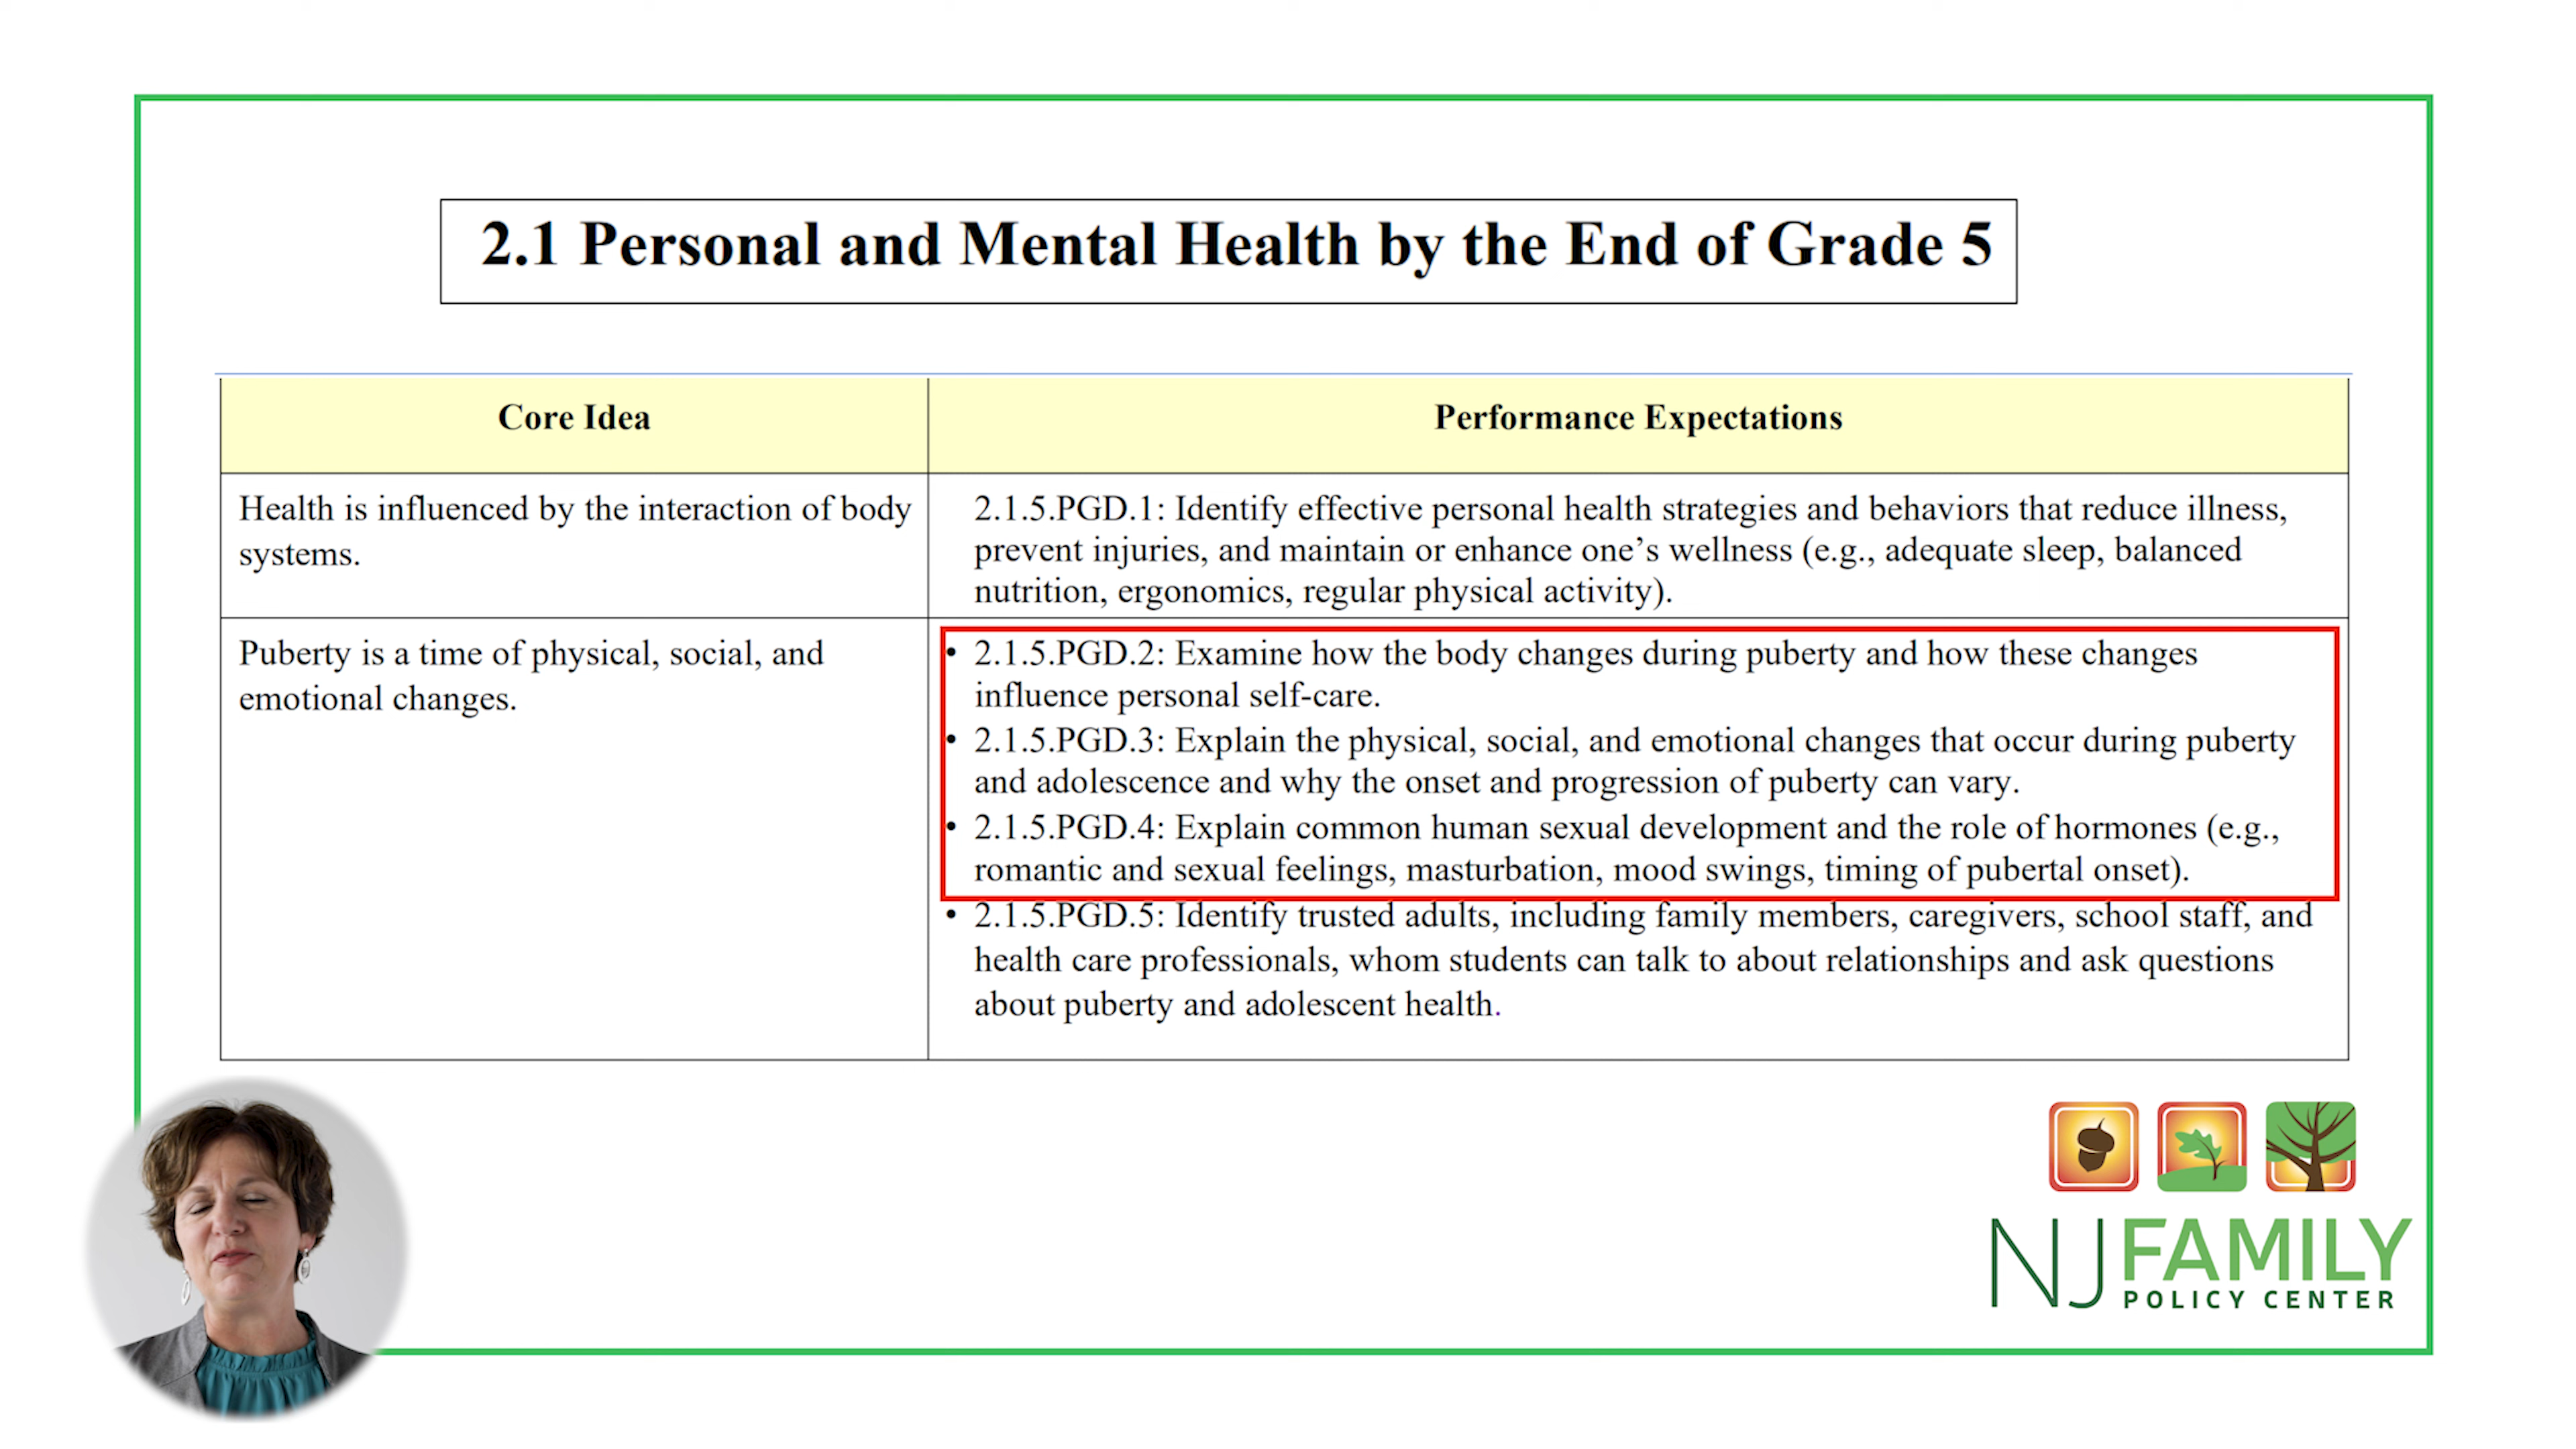 2.1 Personal and Mental Health by the End of Grade 5
Core Idea
Performance Expectations
Health is influenced by the interaction of body
systems.
2.1.5.PGD.1: Identify effective personal health strategies and behaviors that reduce illness,
prevent injuries, and maintain or enhance one’s wellness (e.g., adequate sleep, balanced
nutrition, ergonomics, regular physical activity).
Puberty is a time of physical, social, and
emotional changes.
• 2.1.5.PGD.2: Examine how the body changes during puberty and how these changes
influence personal self-care.
• 2.1.5.PGD.3: Explain the physical, social, and emotional changes that occur during puberty
and adolescence and why the onset and progression of puberty can vary.
• 2.1.5.PGD.4: Explain common human sexual development and the role of hormones (e.g.,
romantic and sexual feelings, masturbation, mood swings, timing of pubertal onset).
• 2.1.5.PGD.5: Identify trusted adults, including family members, caregivers, school staff, and
health care professionals, whom students can talk to about relationships and ask questions
about puberty and adolescent health.
NJ FAMILY
POLICY CENTER